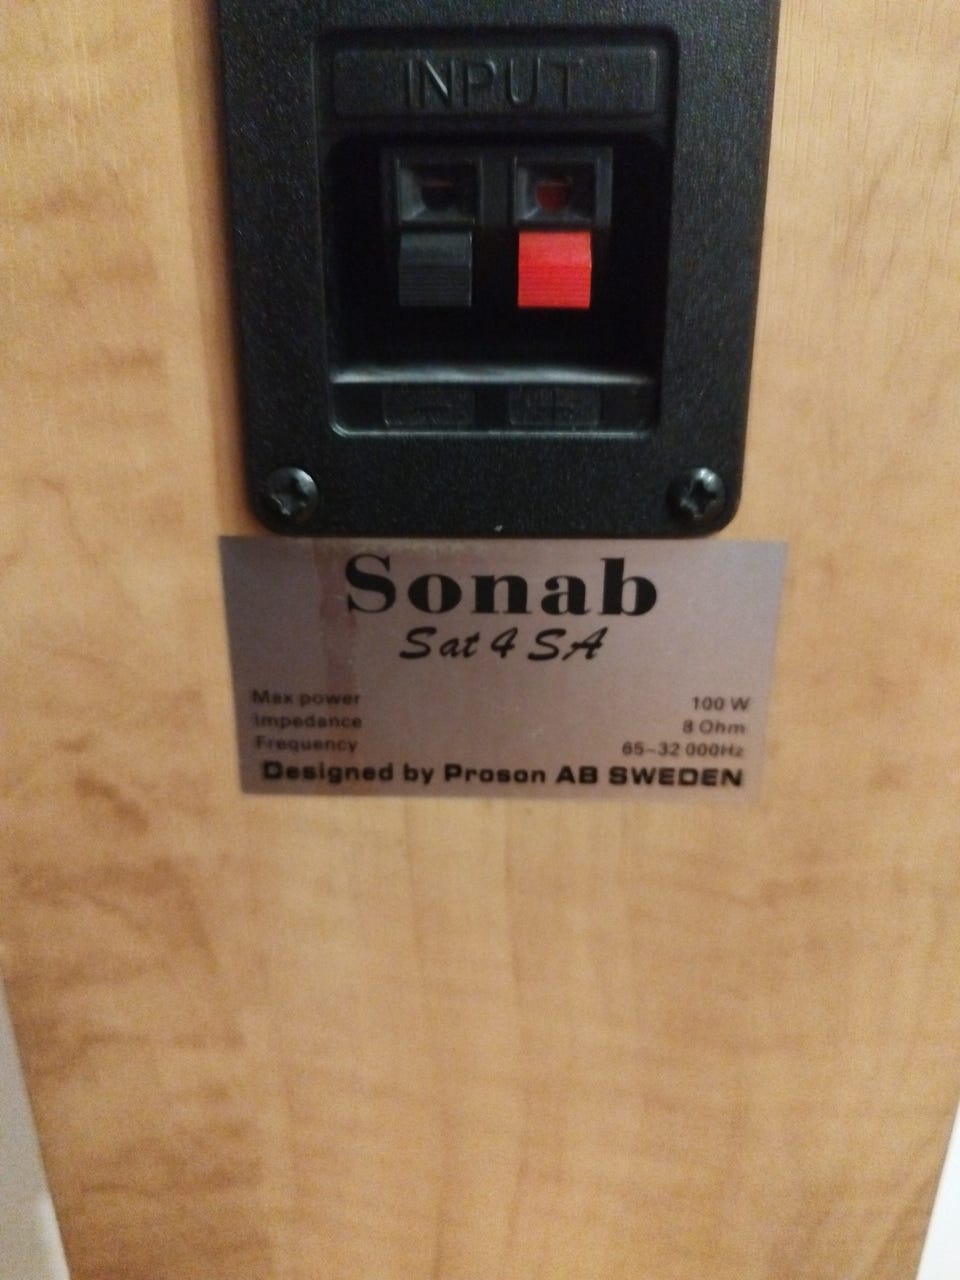 INPUT
- +
Sonab
Sat 4 SA
Max power 100 W
Impedance 8 Ohm
Frequency 65-32 000Hz
Designed by Proson AB SWEDEN